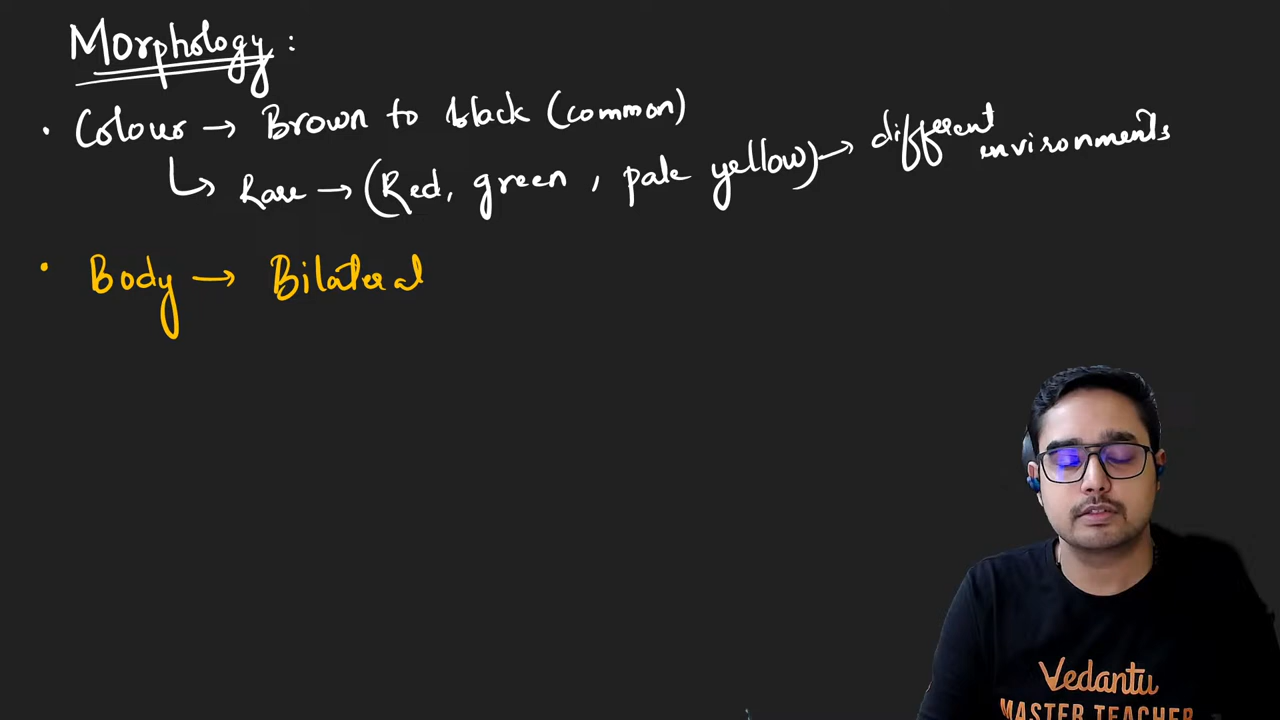 Morphology :
• Colour → Brown to black (common)
↳ Rare → (Red, green, pale yellow) → different environments
• Body → Bilateral
Vedantu
MASTER TEACHER